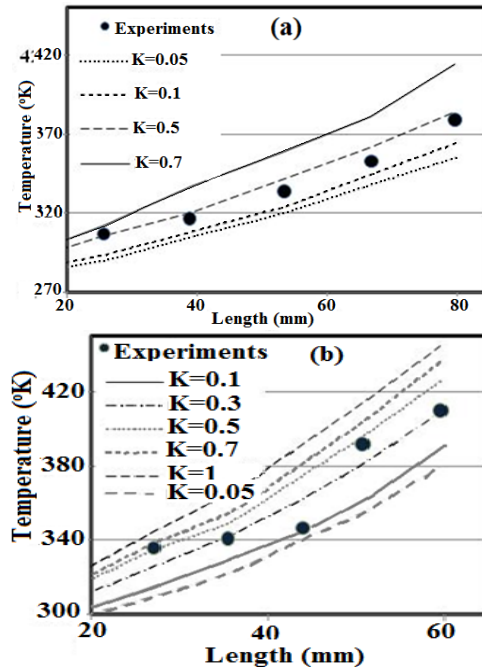 Experiments (a)
4.420
K=0.05
K=0.1
370
K=0.5
K=0.7
320
270
Temperature (ºK)
20 40 60 80
Length (mm)
Experiments (b)
K=0.1
420
K=0.3
K=0.5
K=0.7
380
K=1
K=0.05
340
300
Temperature (ºK)
20 40 60
Length (mm)